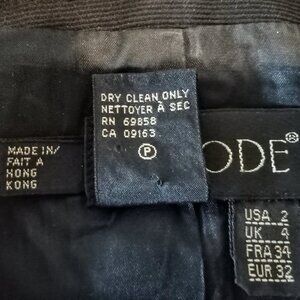 DRY CLEAN ONLY
NETTOYER À SEC
RN 69858
CA 09163
P
ODE®
MADE IN/
FAIT A
HONG
KONG
USA 2
UK 4
FRA 34
EUR 32